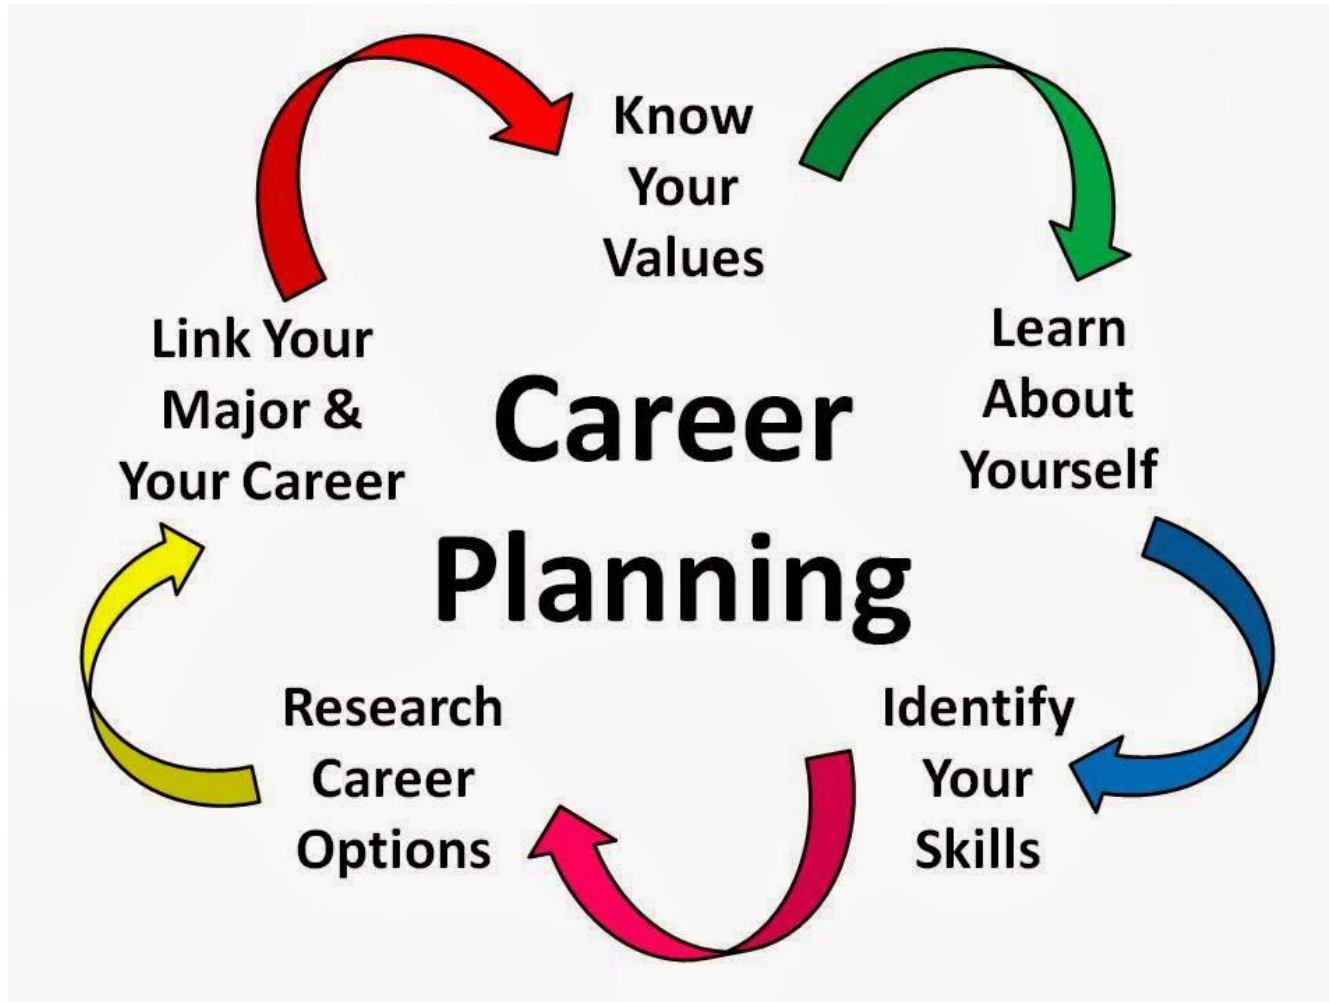 Know
Your
Values
Learn
About
Yourself
Identify
Your
Skills
Research
Career
Options
Link Your
Major &
Your Career
Career
Planning